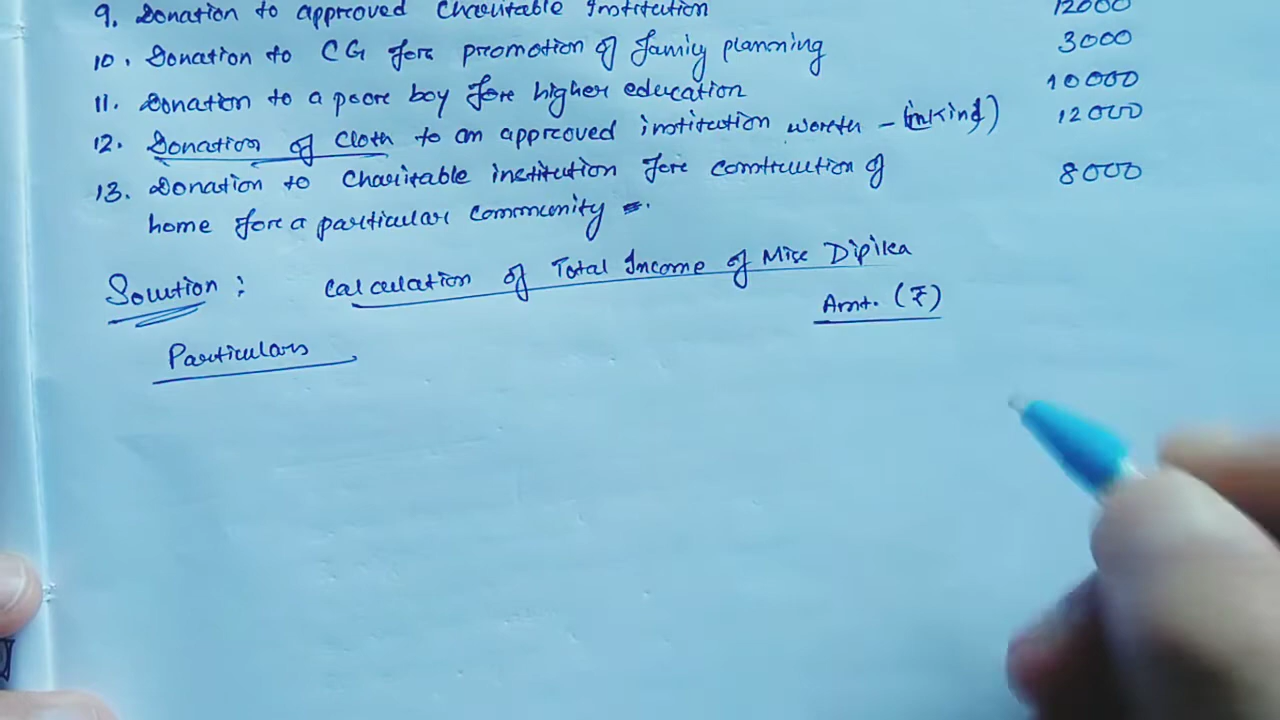 9. Donation to approved Charitable Institution 12000
10. Donation to CG for promotion of family planning 3000
11. Donation to a poor boy for higher education 10000
12. Donation of Cloth to an approved institution worth - (in kind) 12000
13. Donation to Charitable institution for construction of 8000
home for a particular community
Solution : Calculation of Total Income of Miss Dipika
Particulars Amt. (₹)